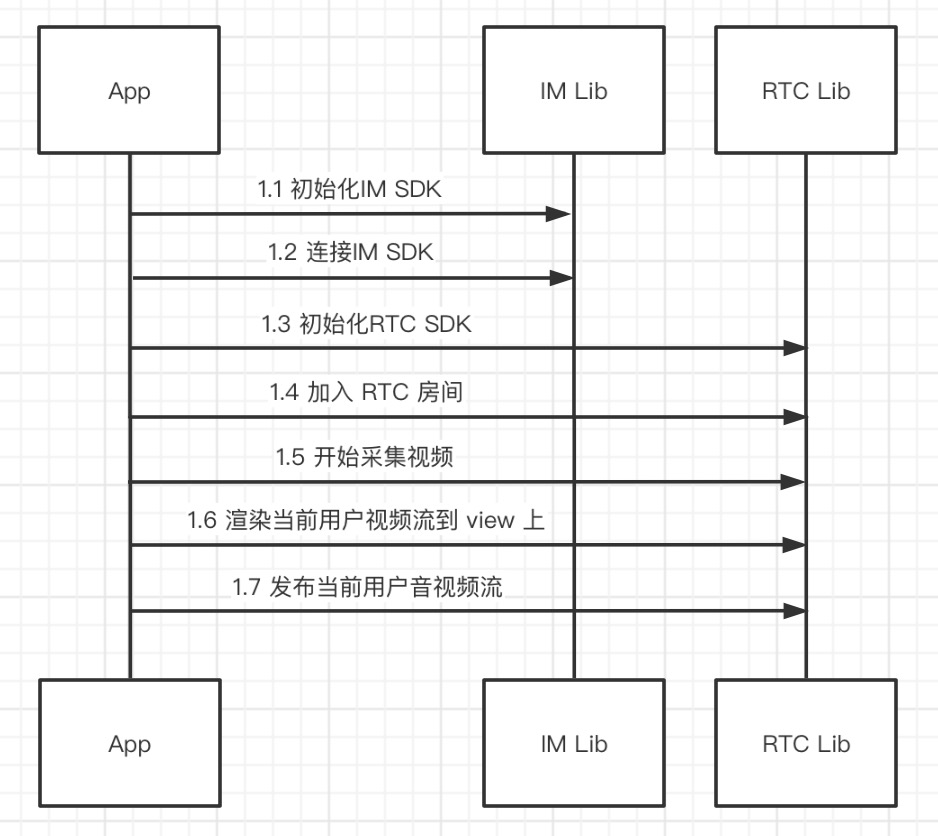 App
IM Lib
RTC Lib
1.1 初始化IM SDK
1.2 连接IM SDK
1.3 初始化RTC SDK
1.4 加入 RTC 房间
1.5 开始采集视频
1.6 渲染当前用户视频流到 view 上
1.7 发布当前用户音视频流
App
IM Lib
RTC Lib